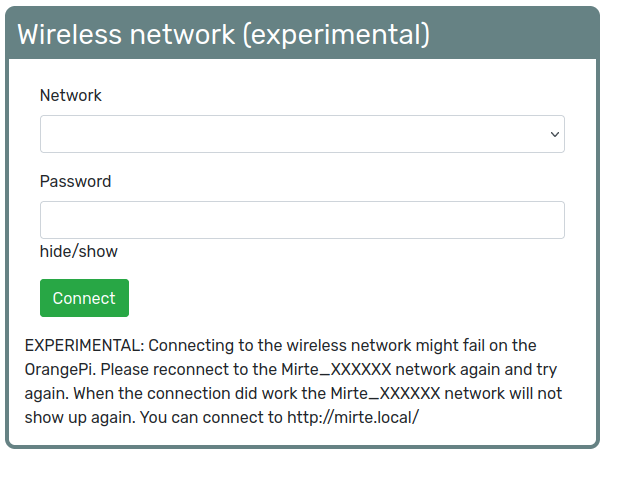 Wireless network (experimental)
Network
Password
hide/show
Connect
EXPERIMENTAL: Connecting to the wireless network might fail on the
OrangePi. Please reconnect to the Mirte_XXXXXX network again and try
again. When the connection did work the Mirte_XXXXXX network will not
show up again. You can connect to http://mirte.local/